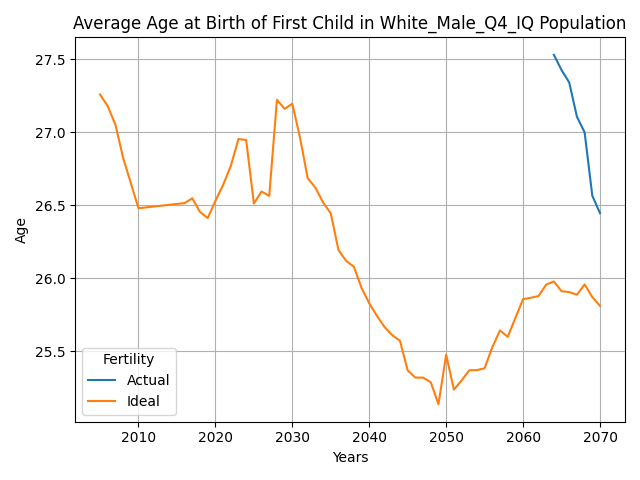 Average Age at Birth of First Child in White_Male_Q4_IQ Population
27.5
27.0
26.5
26.0
25.5
Age
Fertility
Actual
Ideal
2010 2020 2030 2040 2050 2060 2070
Years